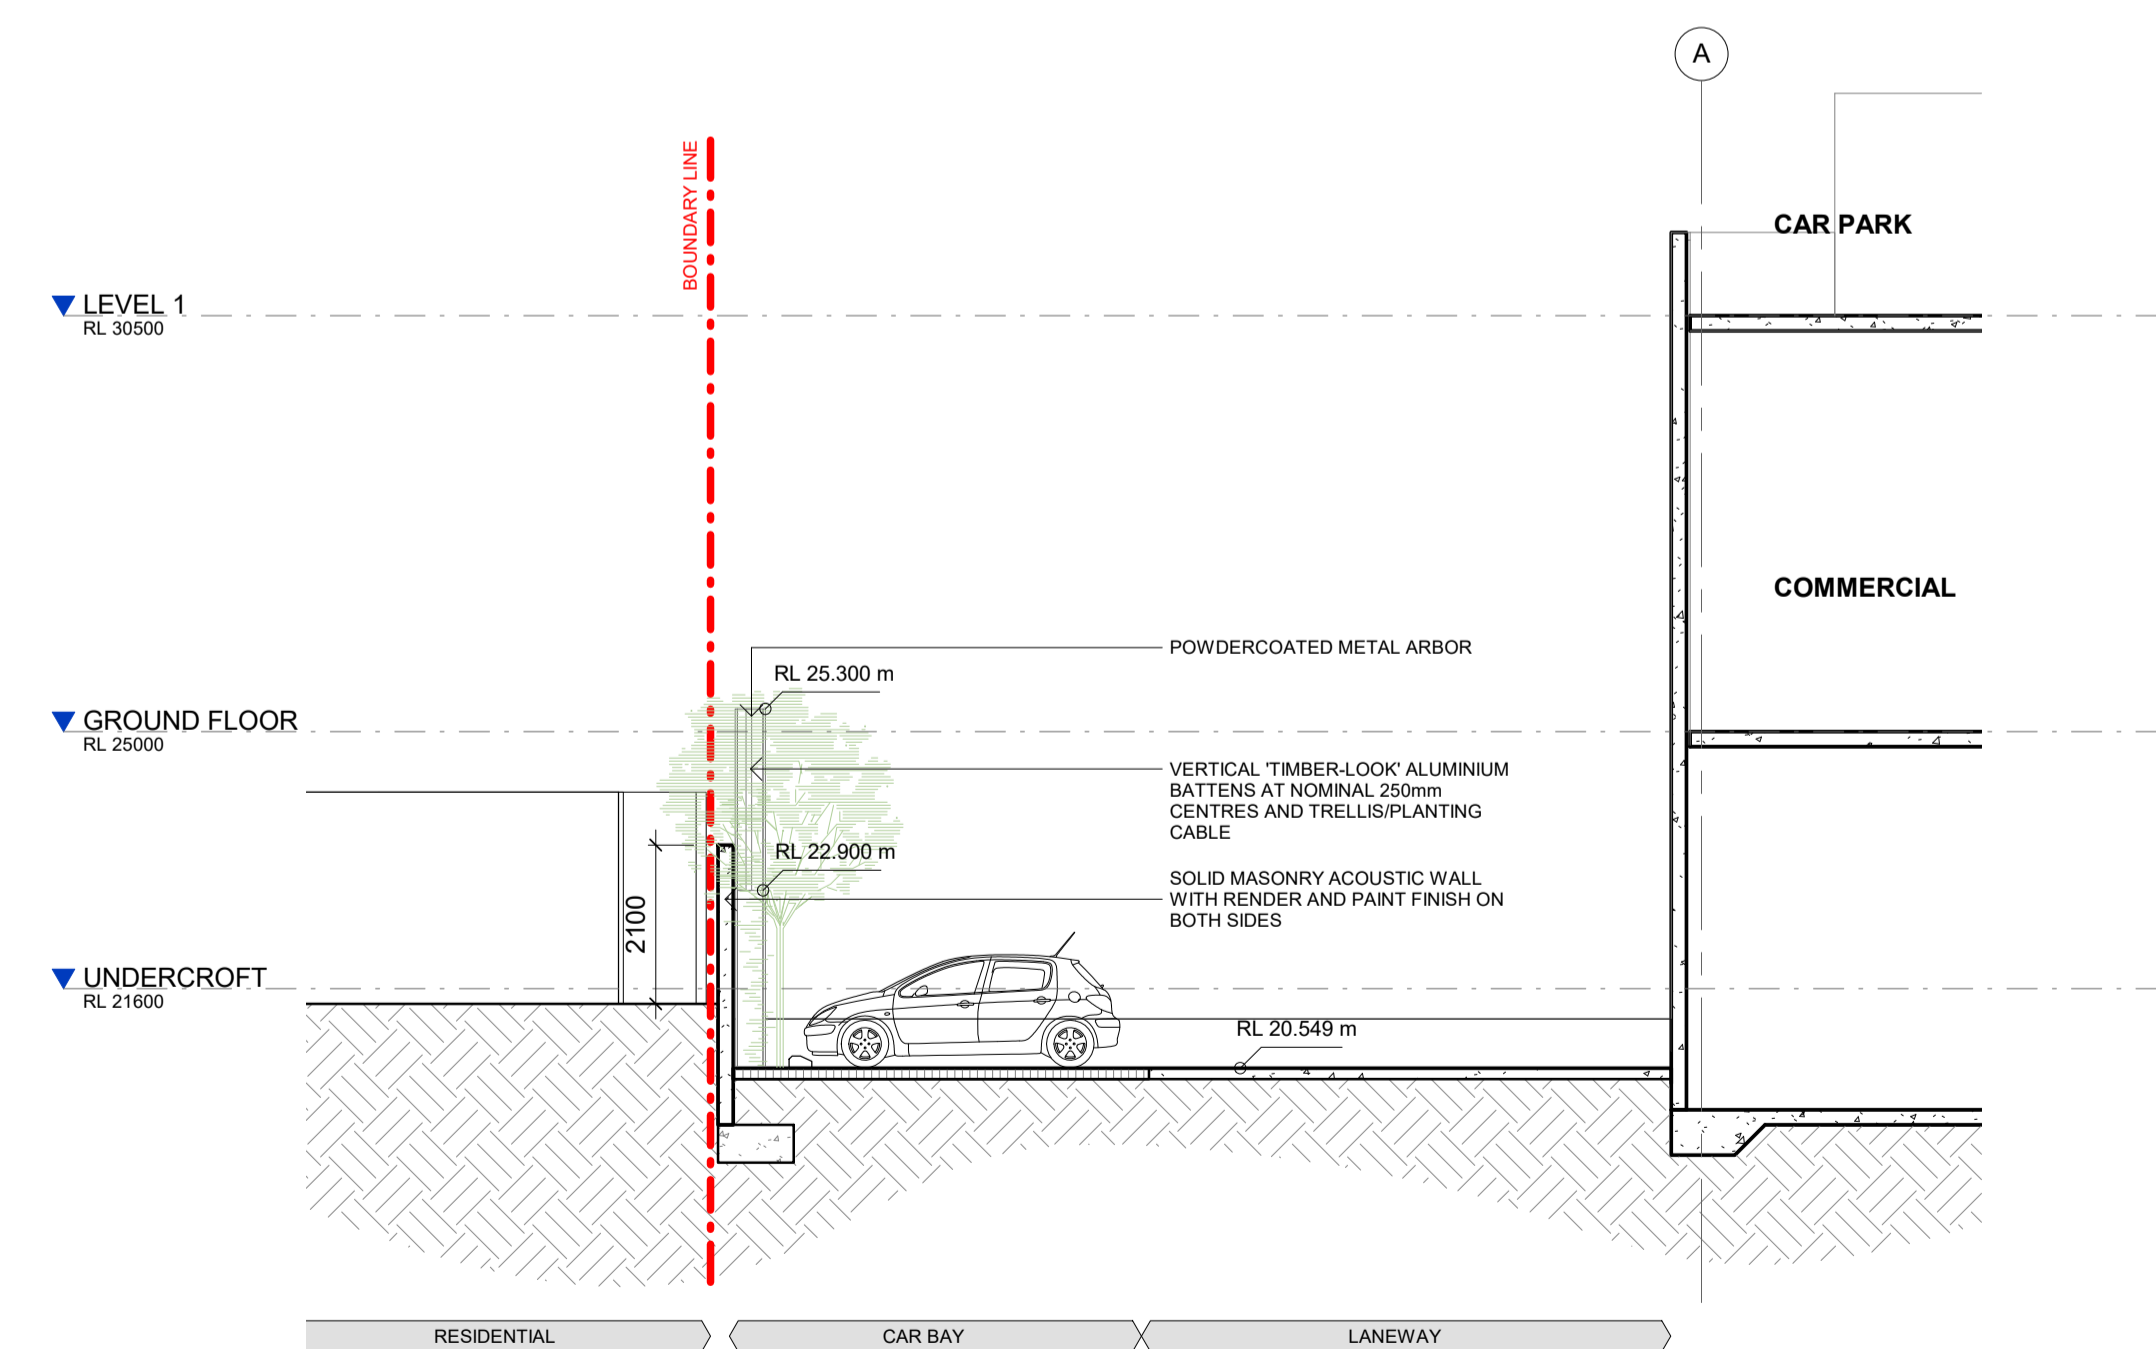 A
BOUNDARY LINE
CAR PARK
LEVEL 1
RL 30500
COMMERCIAL
POWDERCOATED METAL ARBOR
RL 25.300 m
GROUND FLOOR
RL 25000
VERTICAL 'TIMBER-LOOK' ALUMINIUM
BATTENS AT NOMINAL 250mm
CENTRES AND TRELLIS/PLANTING
CABLE
RL 22.900 m
SOLID MASONRY ACOUSTIC WALL
WITH RENDER AND PAINT FINISH ON
BOTH SIDES
2100
UNDERCROFT
RL 21600
RL 20.549 m
RESIDENTIAL
CAR BAY
LANEWAY